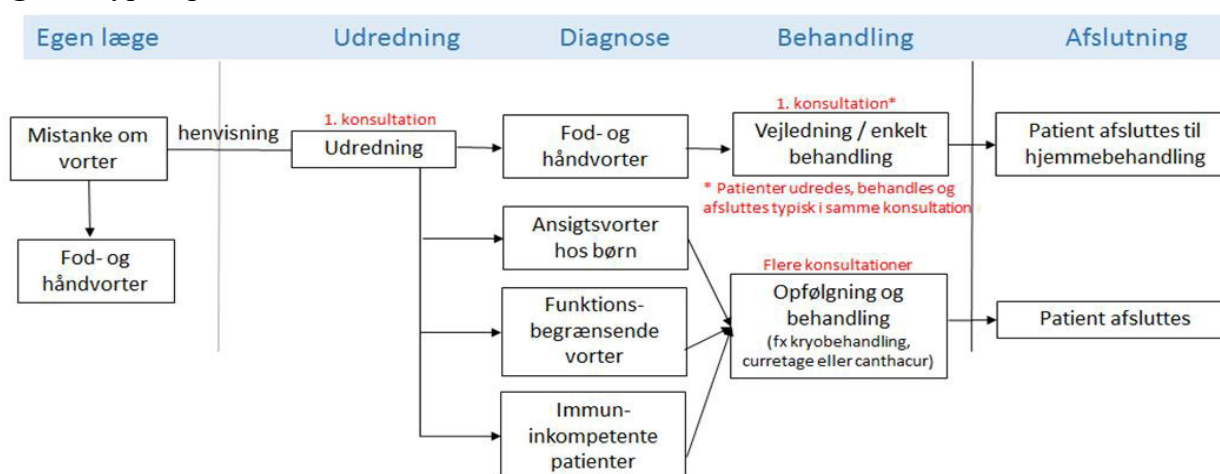 Egen læge
Udredning
Diagnose
Behandling
Afslutning
Mistanke om
vorter
henvisning
1. konsultation
Udredning
Fod- og
håndvorter
1. konsultation*
Vejledning / enkelt
behandling
Patient afsluttes til
hjemmebehandling
* Patienter udredes, behandles og
afsluttes typisk i samme konsultation
Fod- og
håndvorter
Ansigtsvorter
hos børn
Funktions-
begrænsende
vorter
Immun-
inkompetente
patienter
Flere konsultationer
Opfølgning og
behandling
(fx kryobehandling,
curretage eller canthacur)
Patient afsluttes